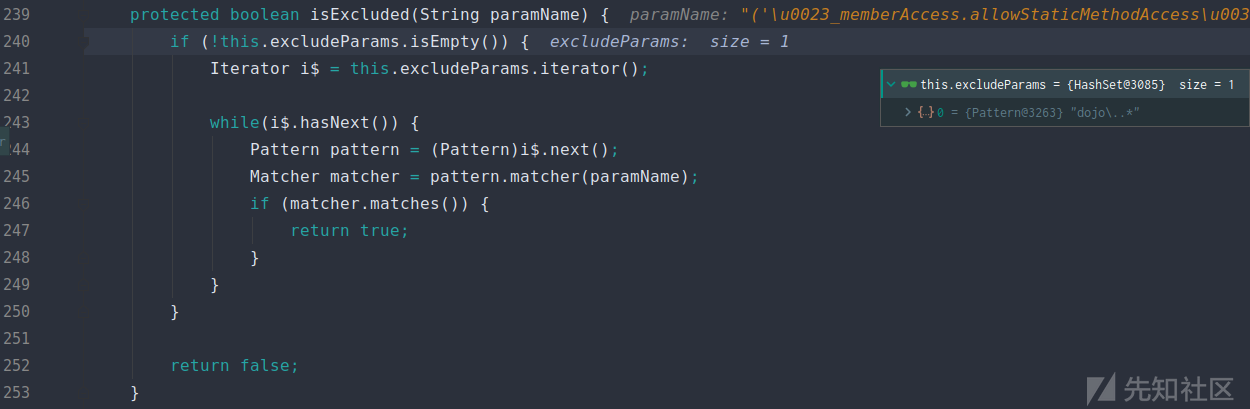 239 protected boolean isExcluded(String paramName) { paramName: "('\u0023_memberAccess.allowStaticMethodAccess\u003
240 if (!this.excludeParams.isEmpty()) { excludeParams: size = 1
241 Iterator i$ = this.excludeParams.iterator();
this.excludeParams = {HashSet@3085} size = 1
242
0 = {Pattern@3263} "dojo\..*"
243 while(i$.hasNext()) {
244 Pattern pattern = (Pattern)i$.next();
245 Matcher matcher = pattern.matcher(paramName);
246 if (matcher.matches()) {
247 return true;
248 }
249 }
250 }
251
252 return false;
253 }
先知社区